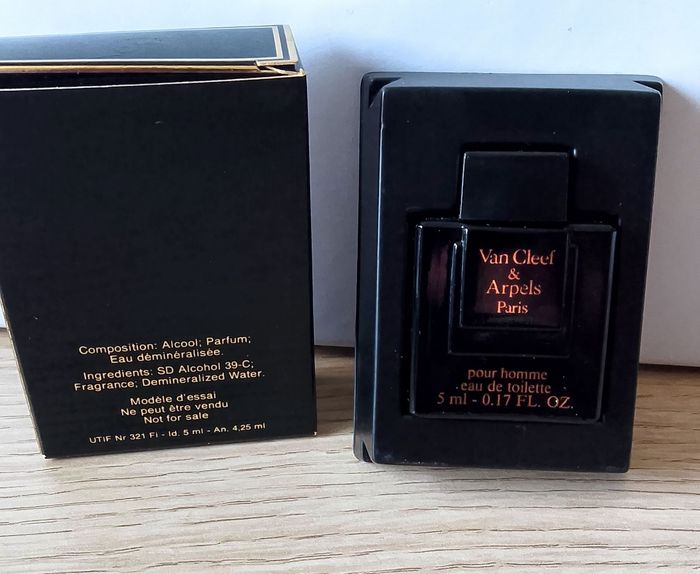 Composition: Alcool; Parfum;
Eau déminéralisée.
Ingredients: SD Alcohol 39-C;
Fragrance; Demineralized Water.
Modèle d'essai
Ne peut être vendu
Not for sale
UTIF Nr 321 Fi - Id. 5 ml - An. 4,25 ml
Van Cleef
&
Arpels
Paris
pour homme
eau de toilette
5 ml - 0.17 FL. OZ.